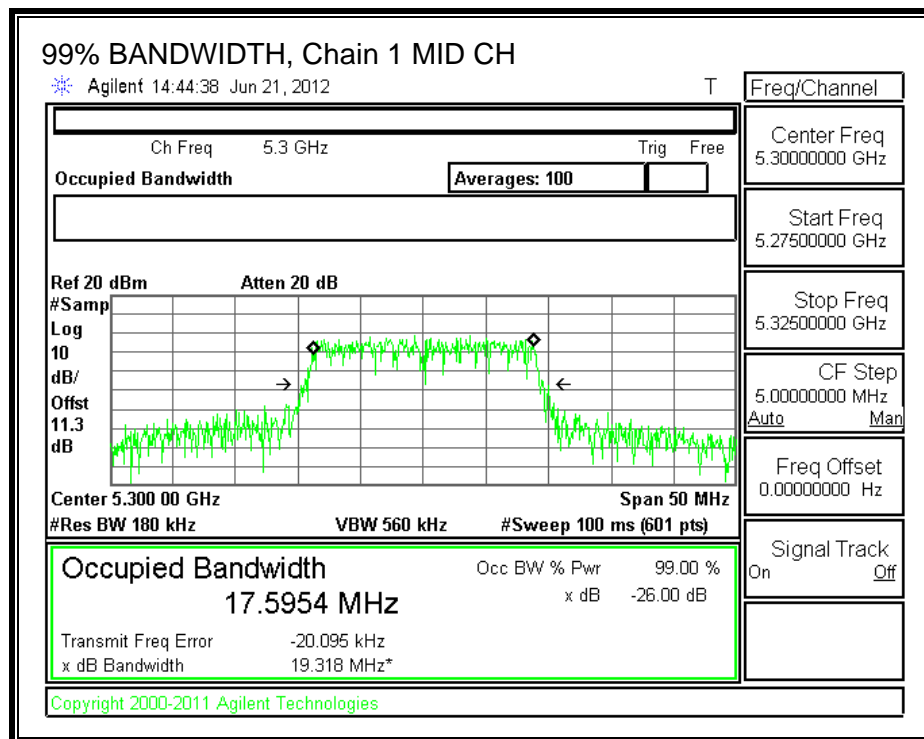 99% BANDWIDTH, Chain 1 MID CH
Agilent 14:44:38 Jun 21, 2012 T
Freq/Channel
Ch Freq 5.3 GHz Trig Free
Occupied Bandwidth Averages: 100
Center Freq
5.30000000 GHz
Start Freq
5.27500000 GHz
Stop Freq
5.32500000 GHz
CF Step
5.00000000 MHz
Auto Man
Freq Offset
0.00000000 Hz
Signal Track
On Off
Ref 20 dBm Atten 20 dB
#Samp
Log
10
dB/
Offst
11.3
dB
Center 5.300 00 GHz Span 50 MHz
#Res BW 180 kHz VBW 560 kHz #Sweep 100 ms (601 pts)
Occupied Bandwidth Occ BW % Pwr 99.00 %
17.5954 MHz x dB -26.00 dB
Transmit Freq Error -20.095 kHz
x dB Bandwidth 19.318 MHz*
Copyright 2000-2011 Agilent Technologies